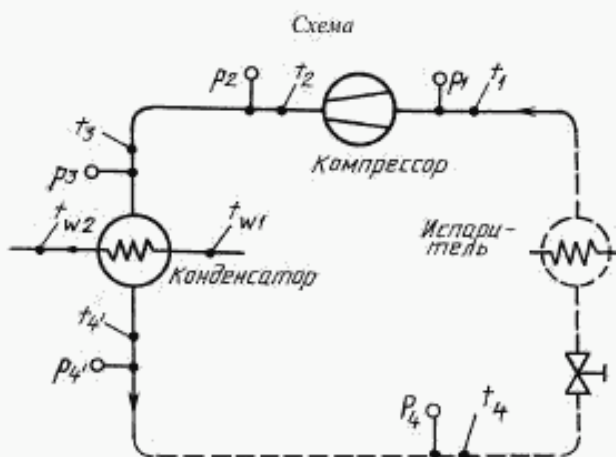 Схема
p2
t2
p1
t1
Компрессор
t3
p3
tw2
tw1
Испари-
тель
Конденсатор
t4'
p4'
P4
t4